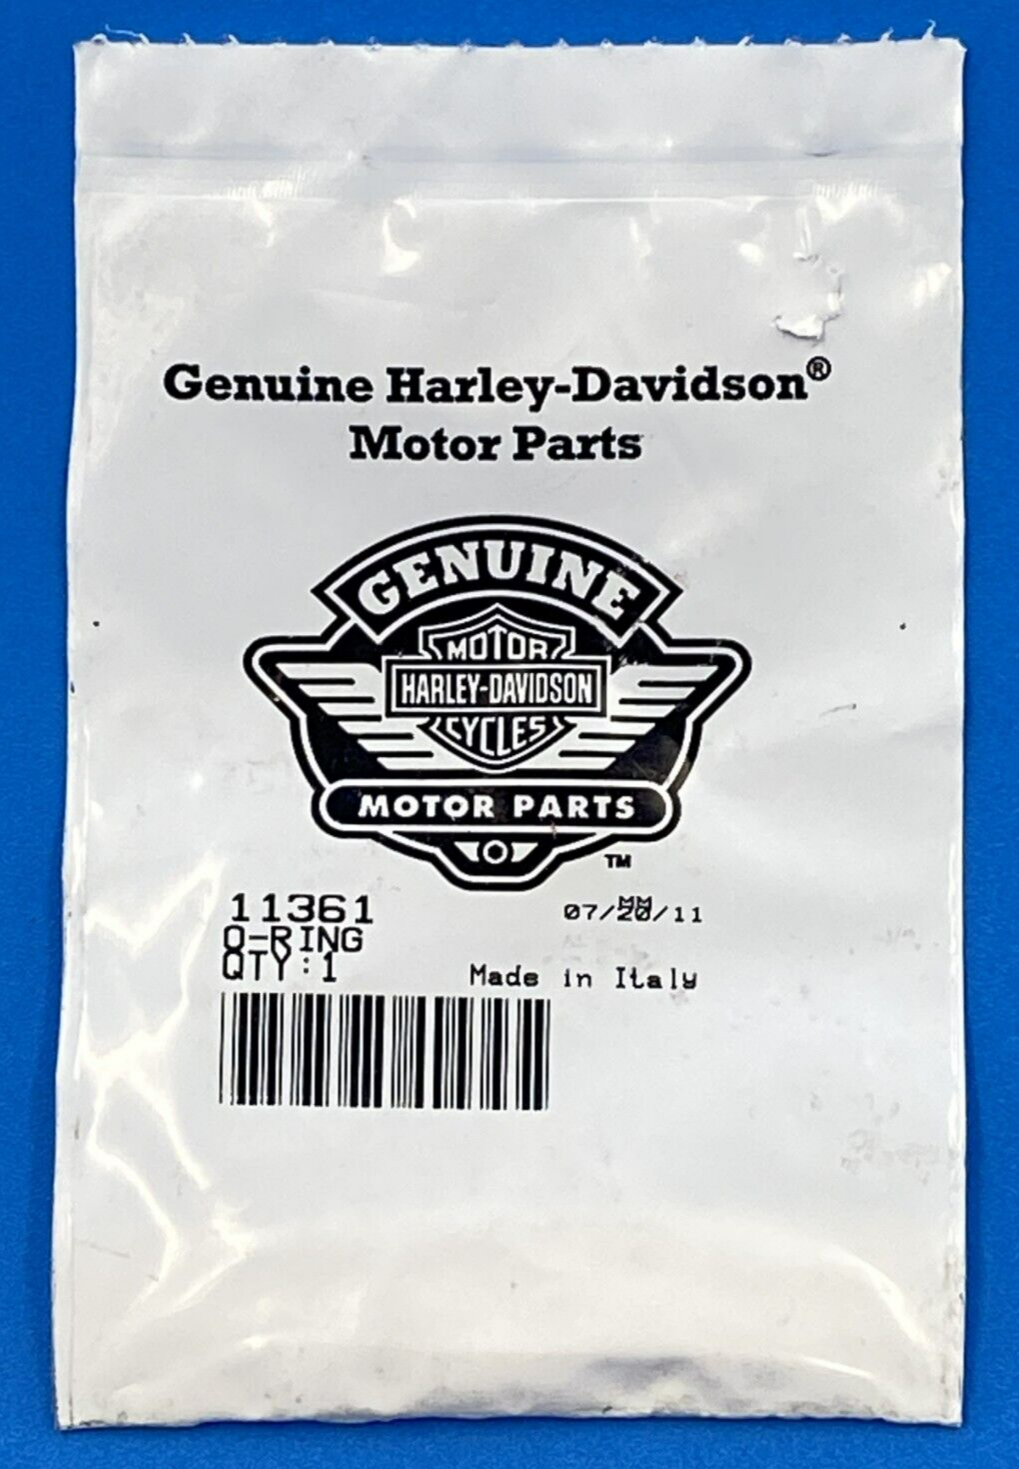 Genuine Harley-Davidson®
Motor Parts
GENUINE
MOTOR
HARLEY-DAVIDSON
CYCLES
MOTOR PARTS
TM
11361
07/20/11
O-RING
QTY:1
Made in Italy